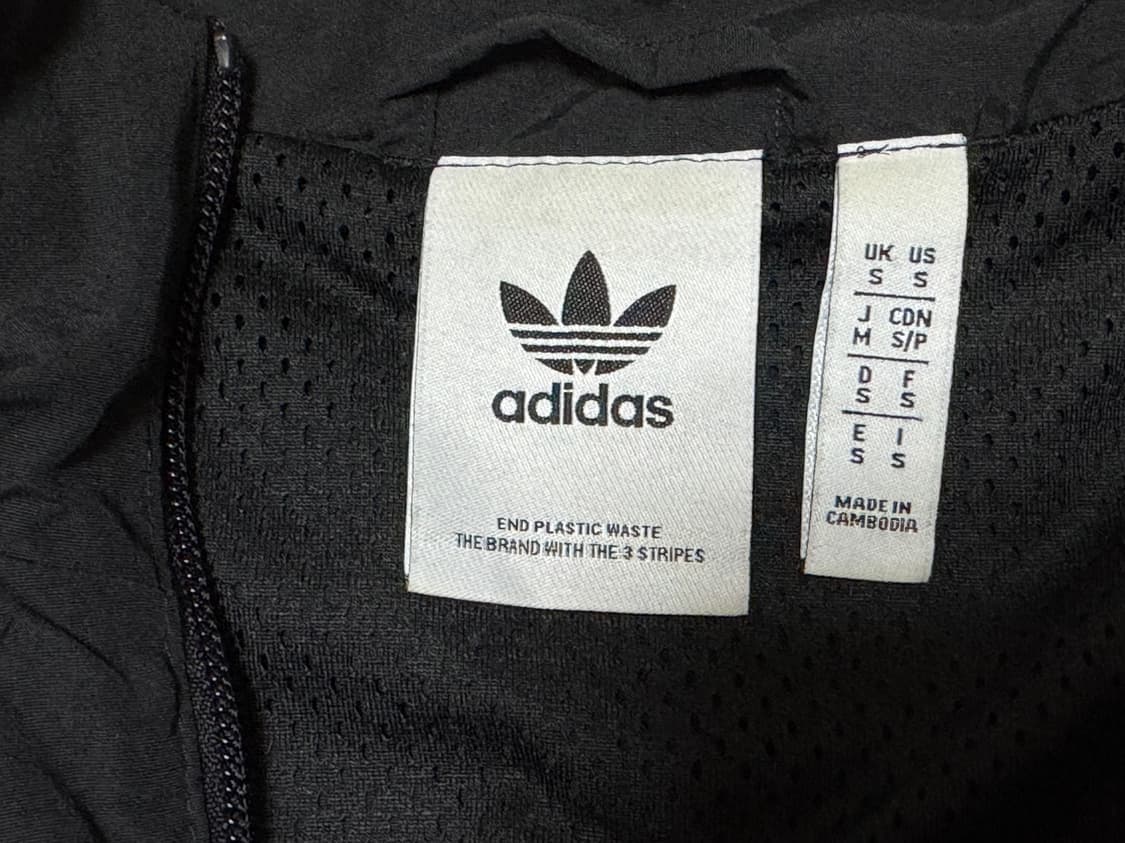 adidas
END PLASTIC WASTE
THE BRAND WITH THE 3 STRIPES
UK US
S S
J CDN
M S/P
D F
S S
E I
S S
MADE IN
CAMBODIA